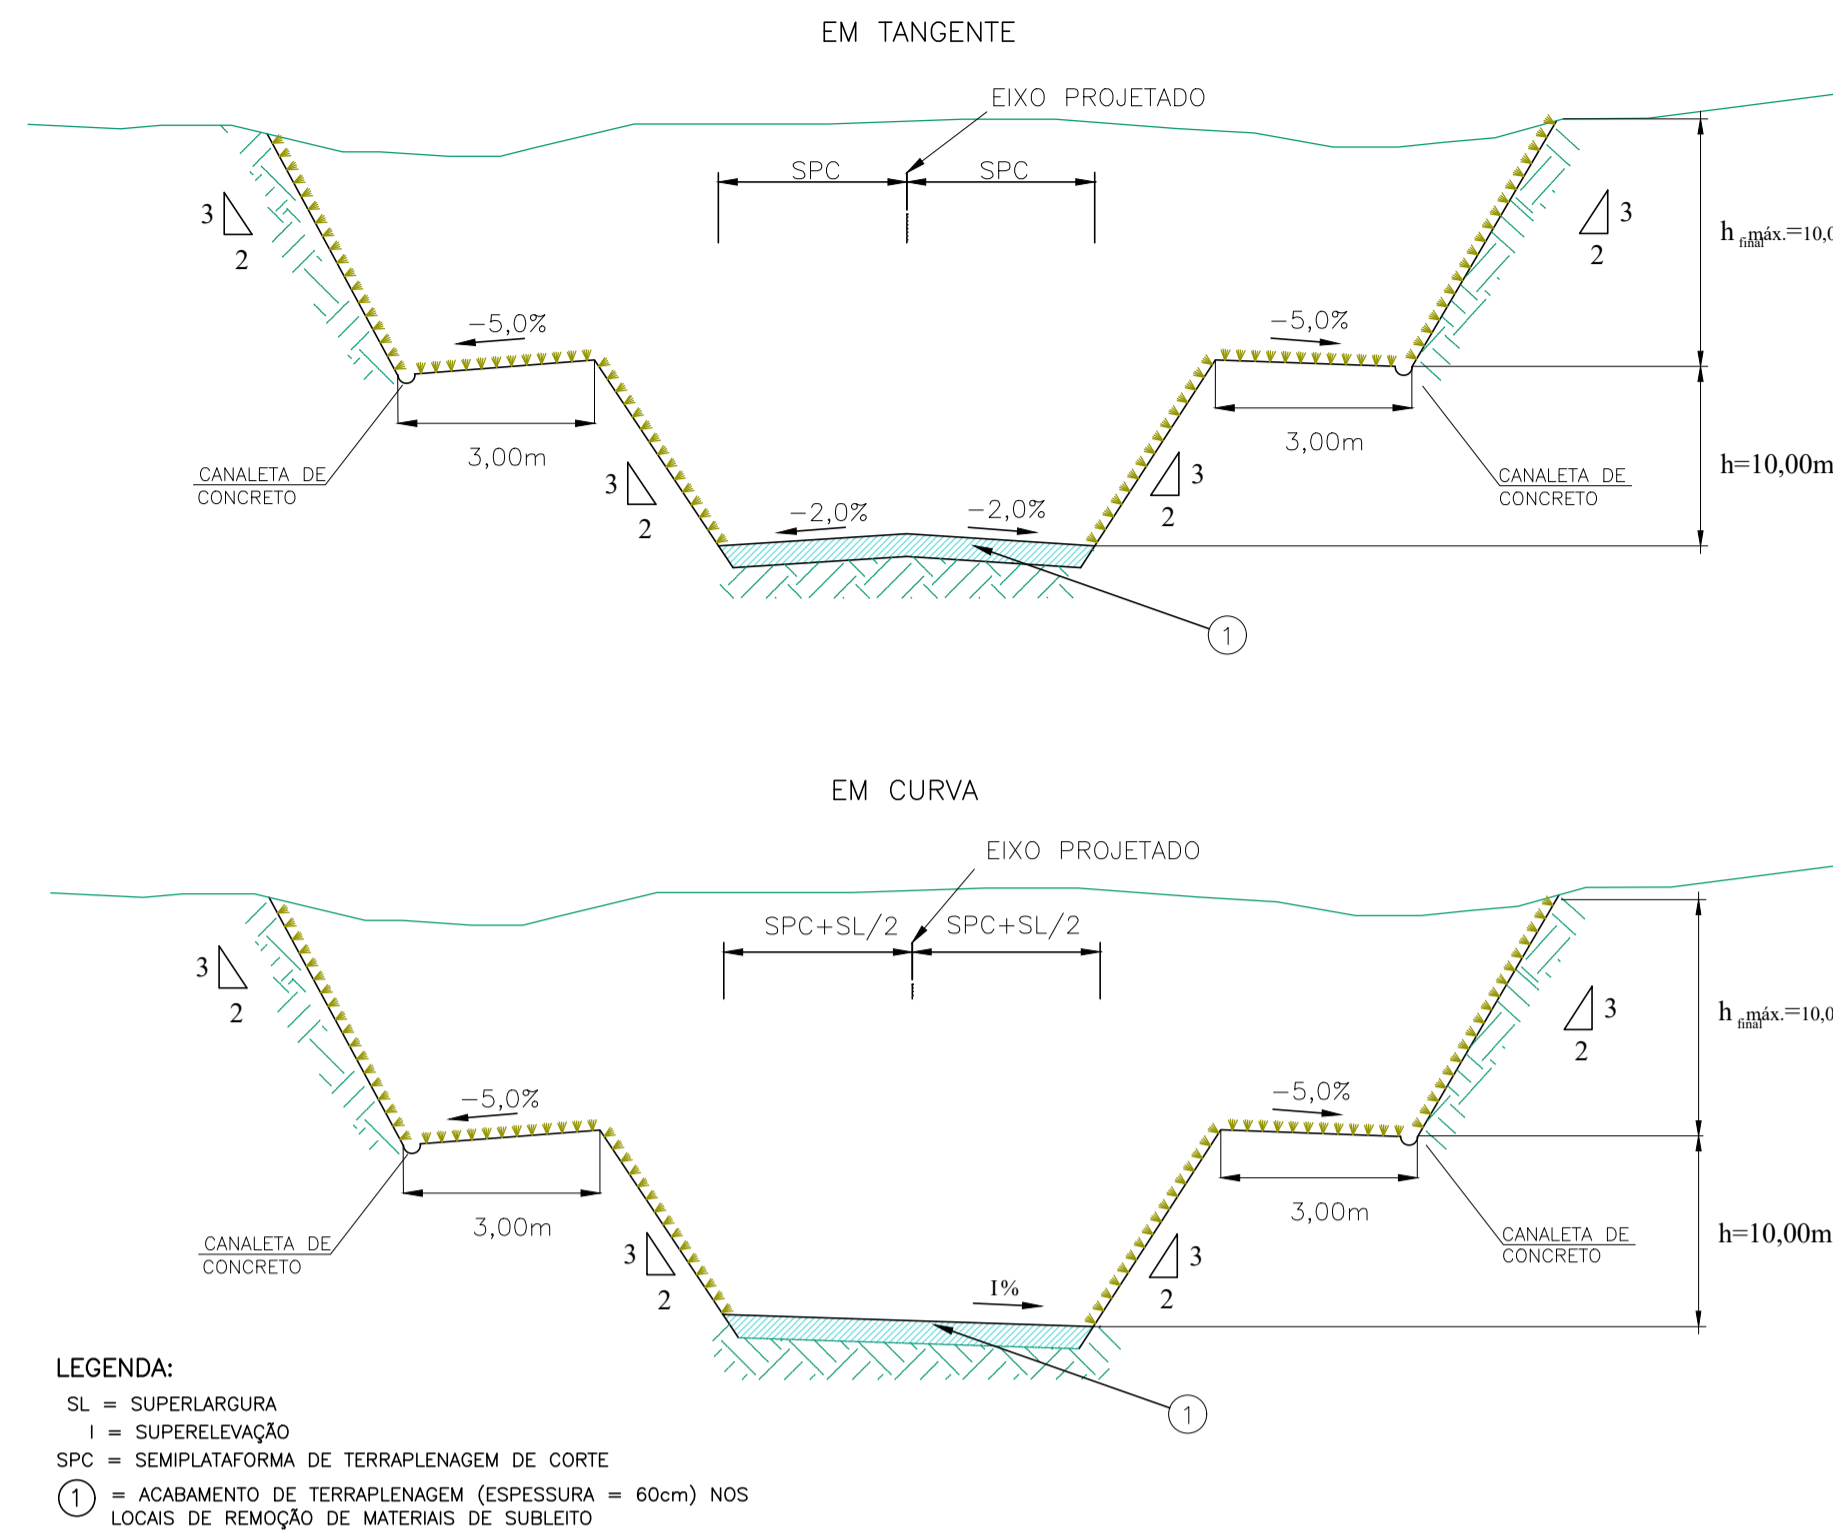 EM TANGENTE
EIXO PROJETADO
SPC SPC
3
2
3
2
h final máx.=10,0
-5,0%
-5,0%
3,00m
3,00m
CANALETA DE
CONCRETO
3
2
3
2
CANALETA DE
CONCRETO
h=10,00m
-2,0% -2,0%
1
EM CURVA
EIXO PROJETADO
SPC+SL/2 SPC+SL/2
3
2
3
2
h final máx.=10,0
-5,0%
-5,0%
3,00m
3,00m
CANALETA DE
CONCRETO
3
2
3
2
CANALETA DE
CONCRETO
h=10,00m
I%
1
LEGENDA:
SL = SUPERLARGURA
I = SUPERELEVAÇÃO
SPC = SEMIPLATAFORMA DE TERRAPLENAGEM DE CORTE
1 = ACABAMENTO DE TERRAPLENAGEM (ESPESSURA = 60cm) NOS
LOCAIS DE REMOÇÃO DE MATERIAIS DE SUBLEITO